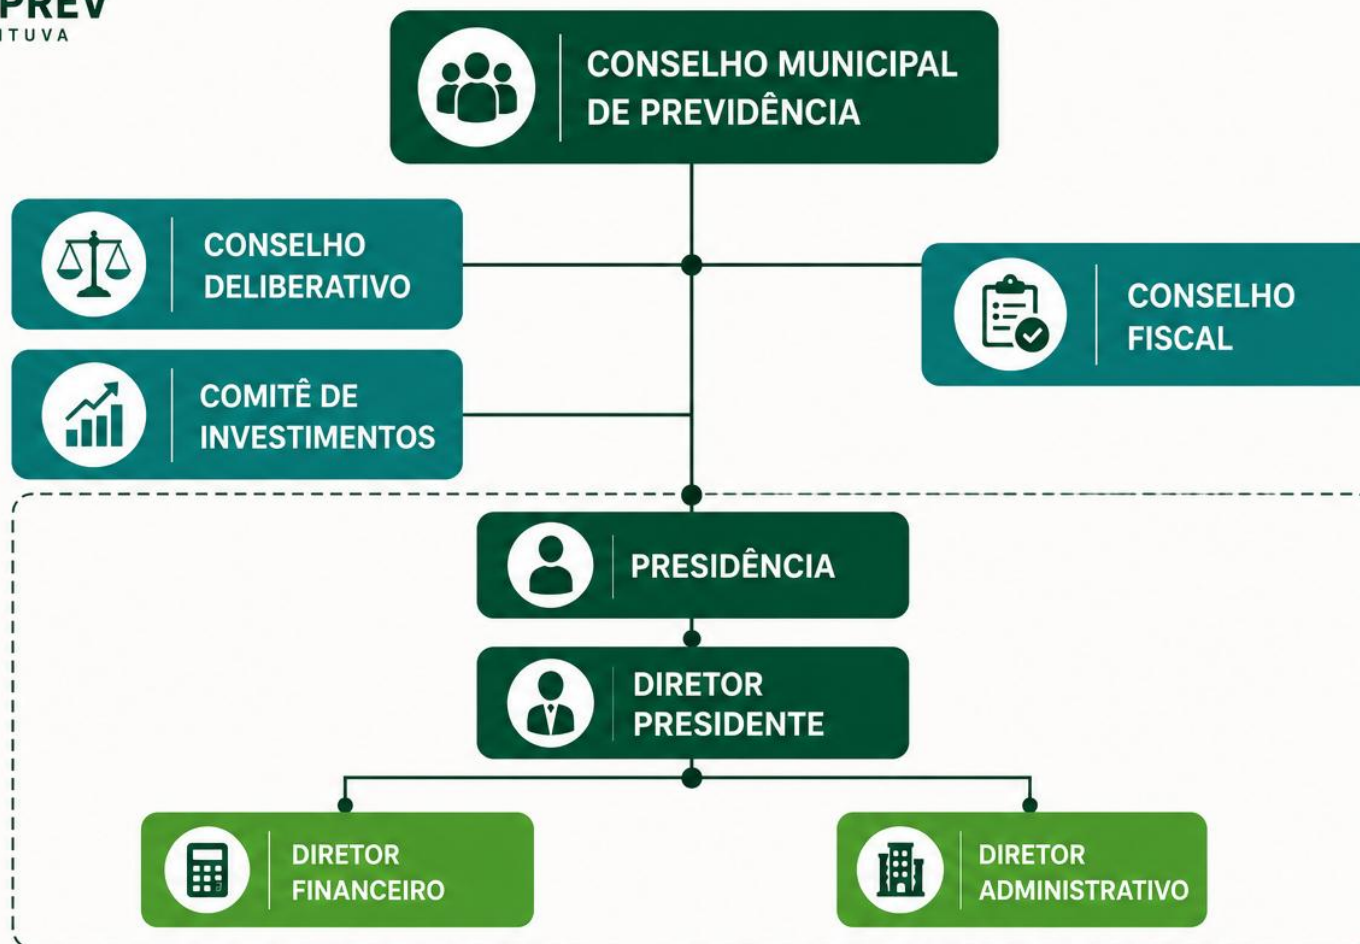 PREV
ITUVA
CONSELHO MUNICIPAL
DE PREVIDÊNCIA
CONSELHO
DELIBERATIVO
CONSELHO
FISCAL
COMITÊ DE
INVESTIMENTOS
PRESIDÊNCIA
DIRETOR
PRESIDENTE
DIRETOR
FINANCEIRO
DIRETOR
ADMINISTRATIVO